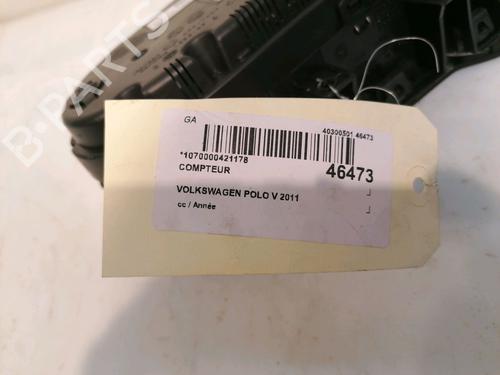 B-PARTS
GA
40300501 46473
*1070000421178
COMPTEUR
46473
VOLKSWAGEN POLO V 2011
cc / Année